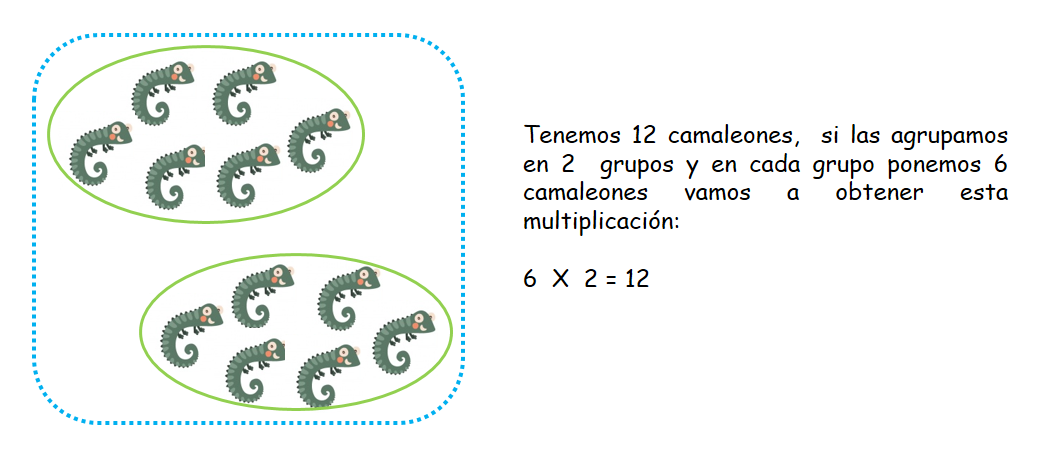 Tenemos 12 camaleones, si las agrupamos
en 2 grupos y en cada grupo ponemos 6
camaleones vamos a obtener esta
multiplicación:
6 X 2 = 12